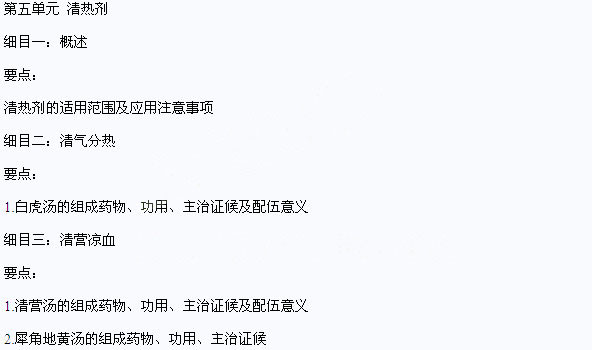 第五单元 清热剂
细目一：概述
要点：
清热剂的适用范围及应用注意事项
细目二：清气分热
要点：
1.白虎汤的组成药物、功用、主治证候及配伍意义
细目三：清营凉血
要点：
1.清营汤的组成药物、功用、主治证候及配伍意义
2.犀角地黄汤的组成药物、功用、主治证候